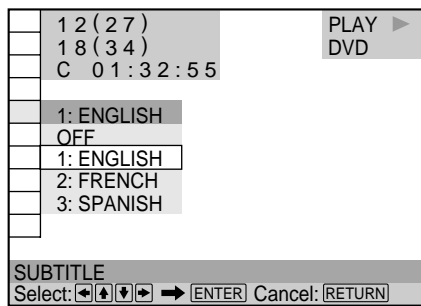 12(27)
PLAY ▶
18(34)
DVD
C 01:32:55
1: ENGLISH
OFF
1: ENGLISH
2: FRENCH
3: SPANISH
SUBTITLE
Select: ←↑↓→ ➡ ENTER Cancel: RETURN